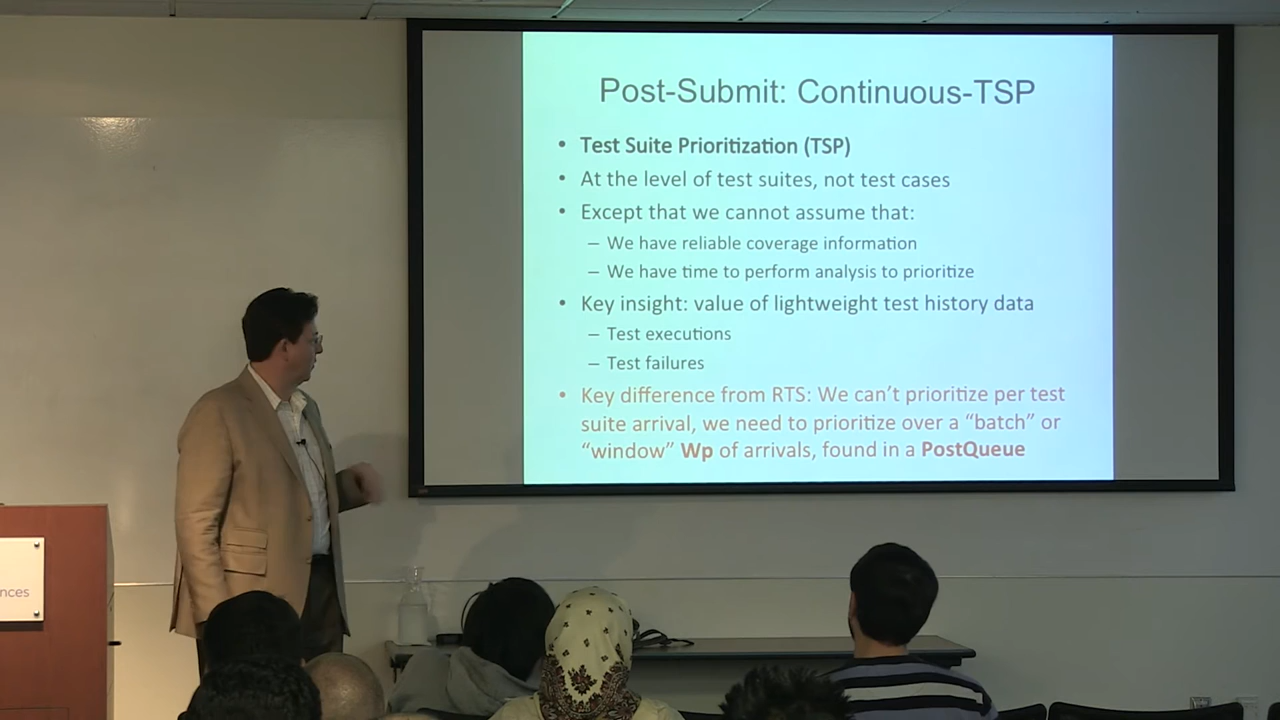 Post-Submit: Continuous-TSP
• Test Suite Prioritization (TSP)
• At the level of test suites, not test cases
• Except that we cannot assume that:
– We have reliable coverage information
– We have time to perform analysis to prioritize
• Key insight: value of lightweight test history data
– Test executions
– Test failures
• Key difference from RTS: We can't prioritize per test
suite arrival, we need to prioritize over a “batch” or
“window” Wp of arrivals, found in a PostQueue
nces